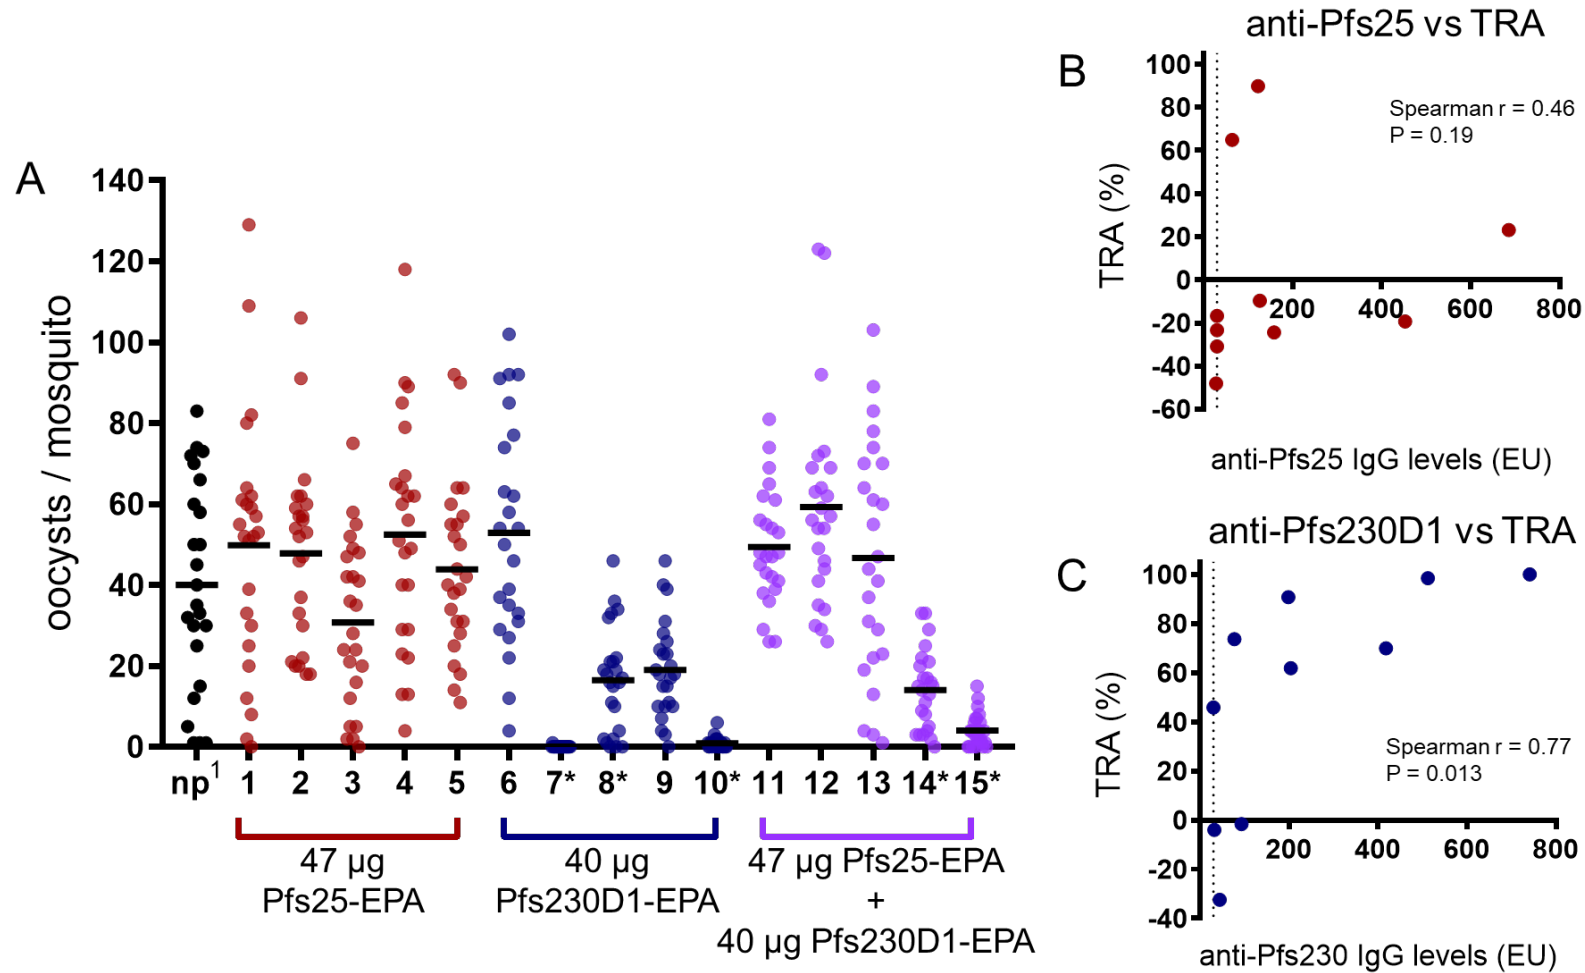 A
oocysts / mosquito
140
120
100
80
60
40
20
0
np1 1 2 3 4 5 6 7* 8* 9 10* 11 12 13 14* 15*
47 µg
Pfs25-EPA
40 µg
Pfs230D1-EPA
47 µg Pfs25-EPA
+
40 µg Pfs230D1-EPA
B
anti-Pfs25 vs TRA
TRA (%)
100
80
60
40
20
0
-20
-40
-60
Spearman r = 0.46
P = 0.19
200 400 600 800
anti-Pfs25 IgG levels (EU)
C
anti-Pfs230D1 vs TRA
TRA (%)
100
80
60
40
20
0
-20
-40
Spearman r = 0.77
P = 0.013
200 400 600 800
anti-Pfs230 IgG levels (EU)